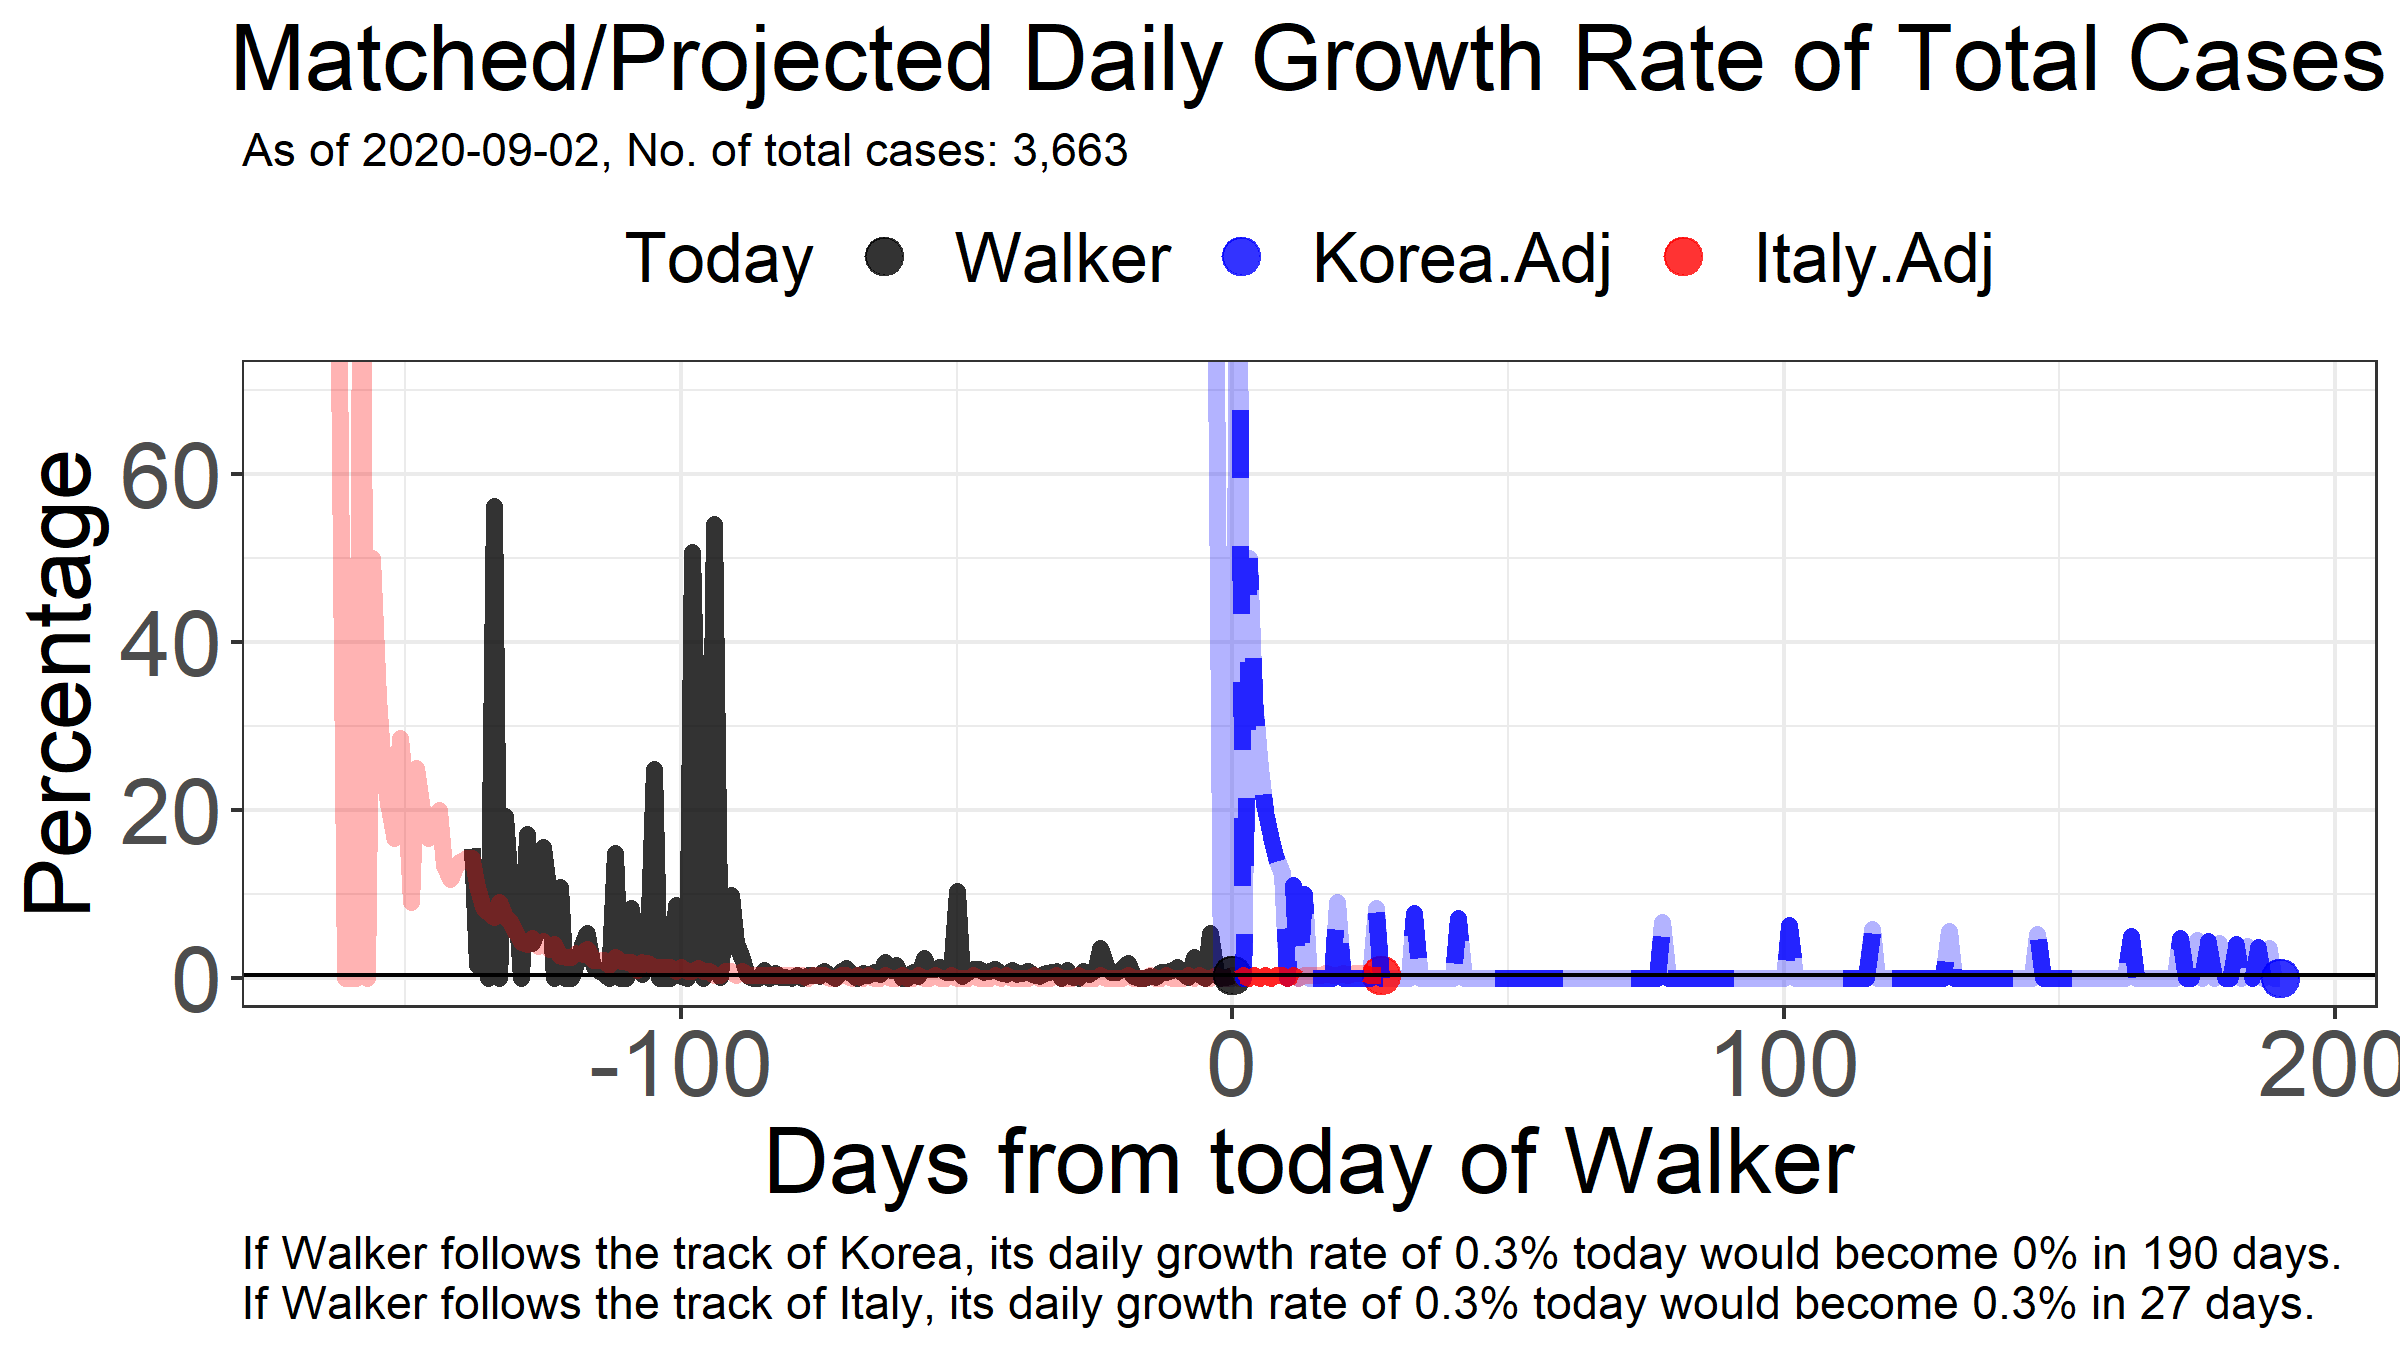 Matched/Projected Daily Growth Rate of Total Cases
As of 2020-09-02, No. of total cases: 3,663
Today Walker Korea.Adj Italy.Adj
Percentage
60
40
20
0
-100 0 100 200
Days from today of Walker
If Walker follows the track of Korea, its daily growth rate of 0.3% today would become 0% in 190 days.
If Walker follows the track of Italy, its daily growth rate of 0.3% today would become 0.3% in 27 days.